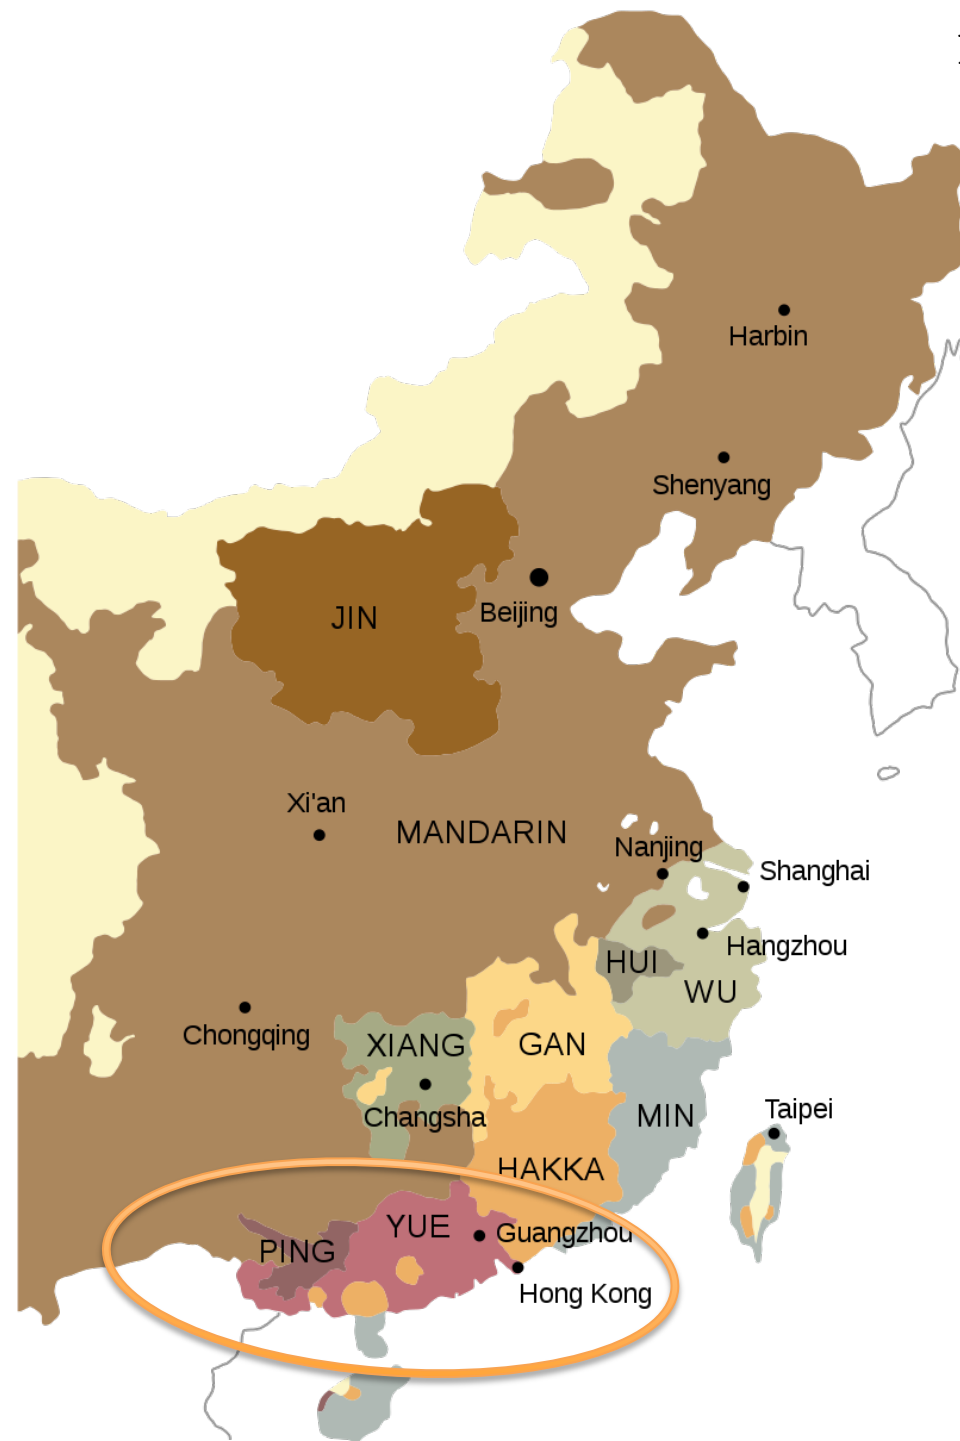 Harbin
Shenyang
Beijing
JIN
Xi'an
MANDARIN
Nanjing
Shanghai
Hangzhou
HUI
WU
Chongqing
XIANG
GAN
Changsha
MIN
Taipei
HAKKA
YUE
Guangzhou
PING
Hong Kong